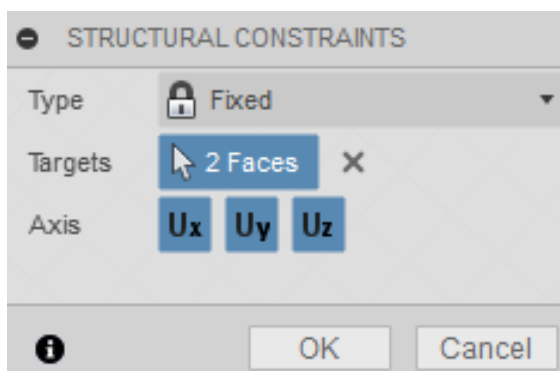 STRUCTURAL CONSTRAINTS
Type Fixed
Targets 2 Faces
Axis Ux Uy Uz
OK Cancel